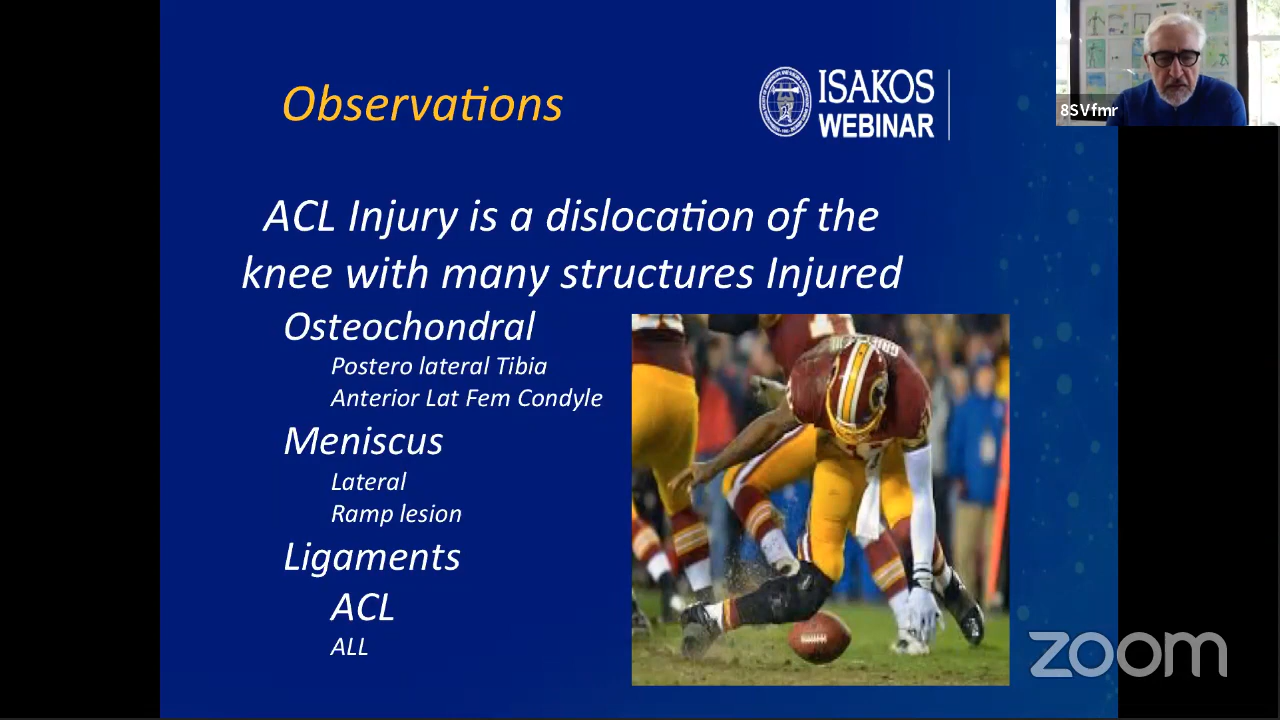 Observations
ISAKOS
WEBINAR
8SVfmr
ACL Injury is a dislocation of the
knee with many structures Injured
Osteochondral
Postero lateral Tibia
Anterior Lat Fem Condyle
Meniscus
Lateral
Ramp lesion
Ligaments
ACL
ALL
zoom